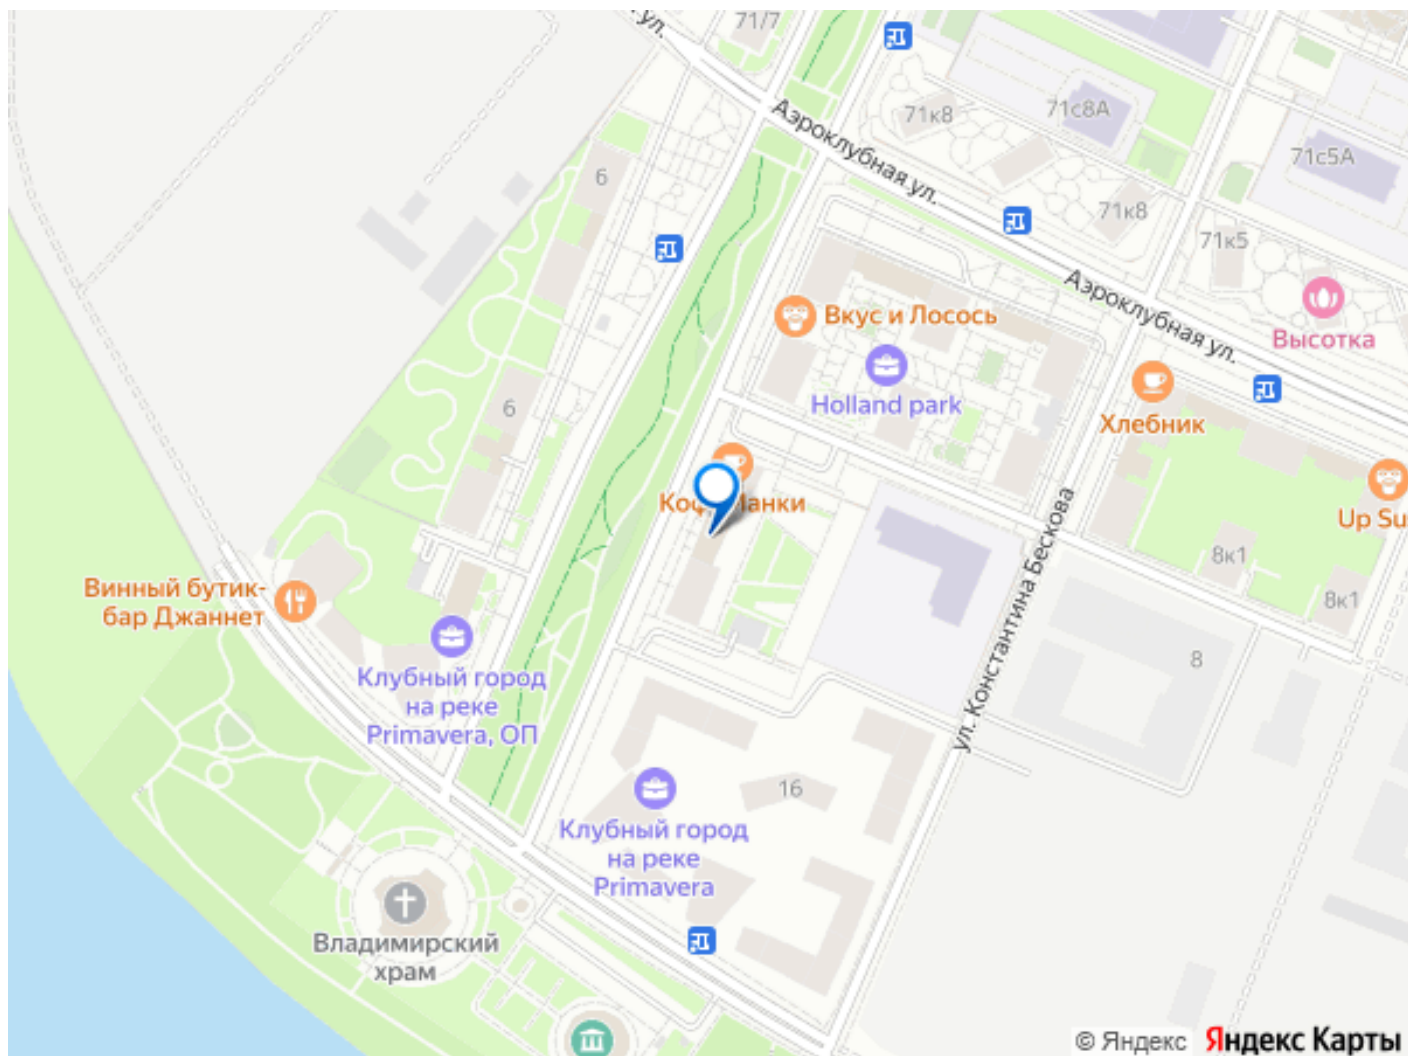 71/7
ул.
Аэроклубная ул.
71к8
71с8А
71с5А
6
71к8
71к5
Вкус и Лосось
Аэроклубная ул.
Высотка
Holland park
6
Хлебник
Up Su
ул. Константина Бескова
8к1
Винный бутик-
бар Джаннет
8к1
8
Клубный город
на реке
Primavera, ОП
16
Клубный город
на реке
Primavera
Владимирский
храм
© Яндекс Яндекс Карты